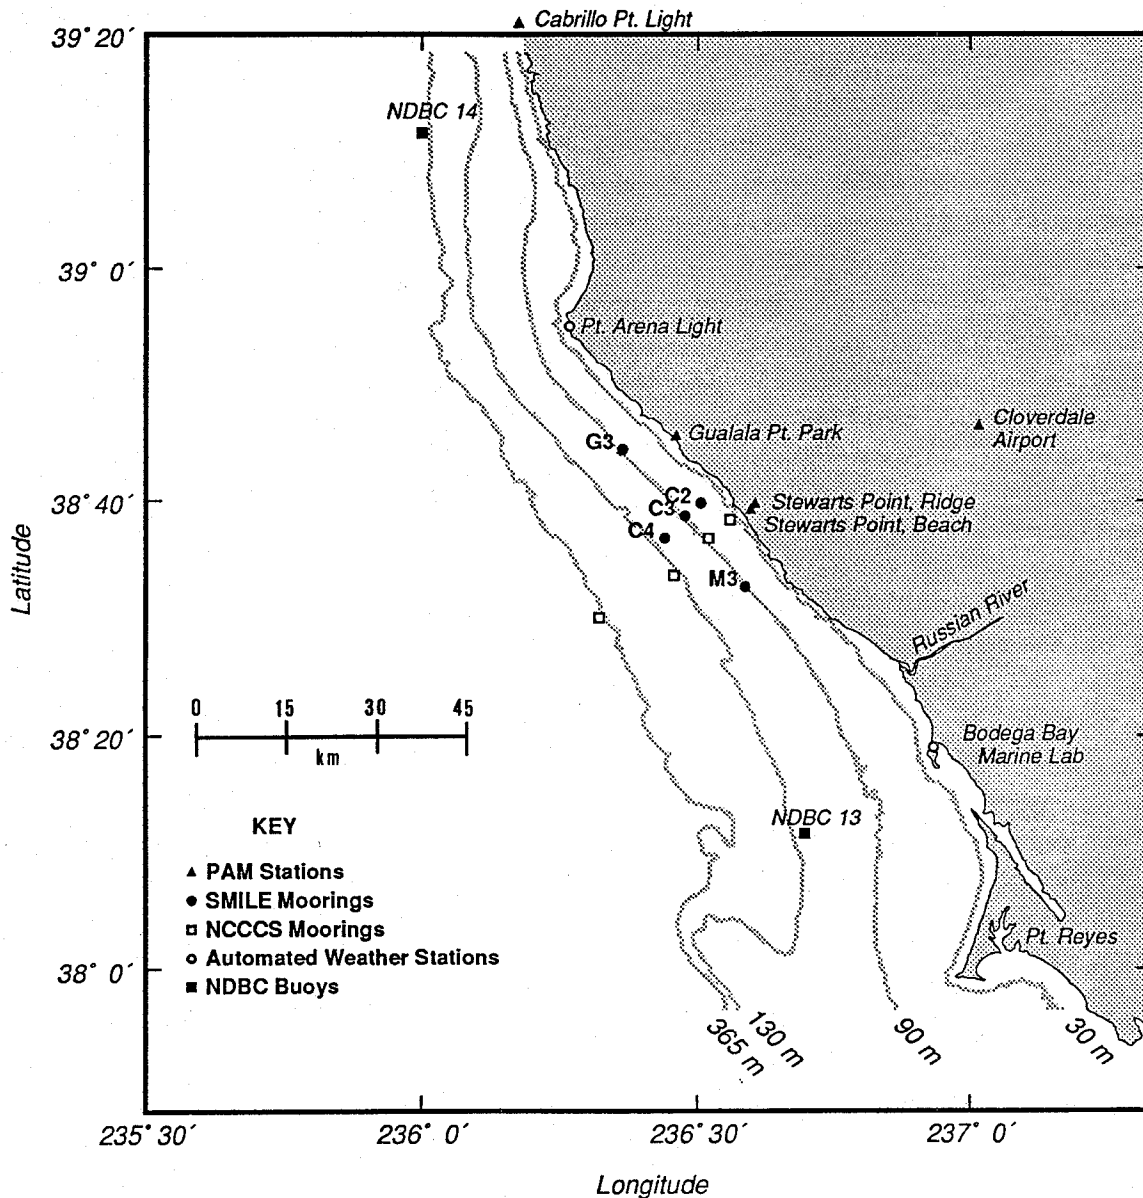 Cabrillo Pt. Light
39° 20′
NDBC 14
39° 0′
Pt. Arena Light
Cloverdale
Airport
Gualala Pt. Park
G3
38° 40′
C2
C3
C4
Stewarts Point, Ridge
Stewarts Point, Beach
M3
Latitude
Russian River
0 15 30 45
km
38° 20′
Bodega Bay
Marine Lab
NDBC 13
KEY
PAM Stations
SMILE Moorings
NCCCS Moorings
Automated Weather Stations
NDBC Buoys
Pt. Reyes
38° 0′
365 m
130 m
90 m
30 m
235° 30′
236° 0′
236° 30′
237° 0′
Longitude